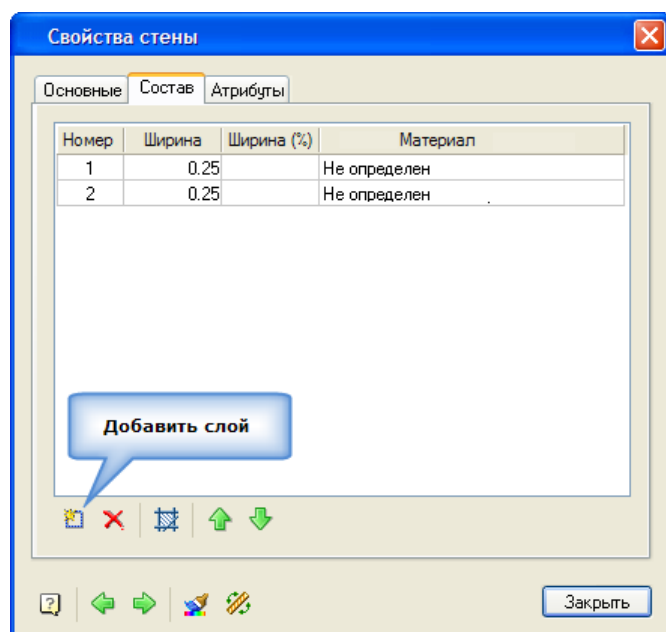 Свойства стены
Основные Состав Атрибуты
Номер Ширина Ширина (%) Материал
1 0.25 Не определен
2 0.25 Не определен
Добавить слой
Закрыть